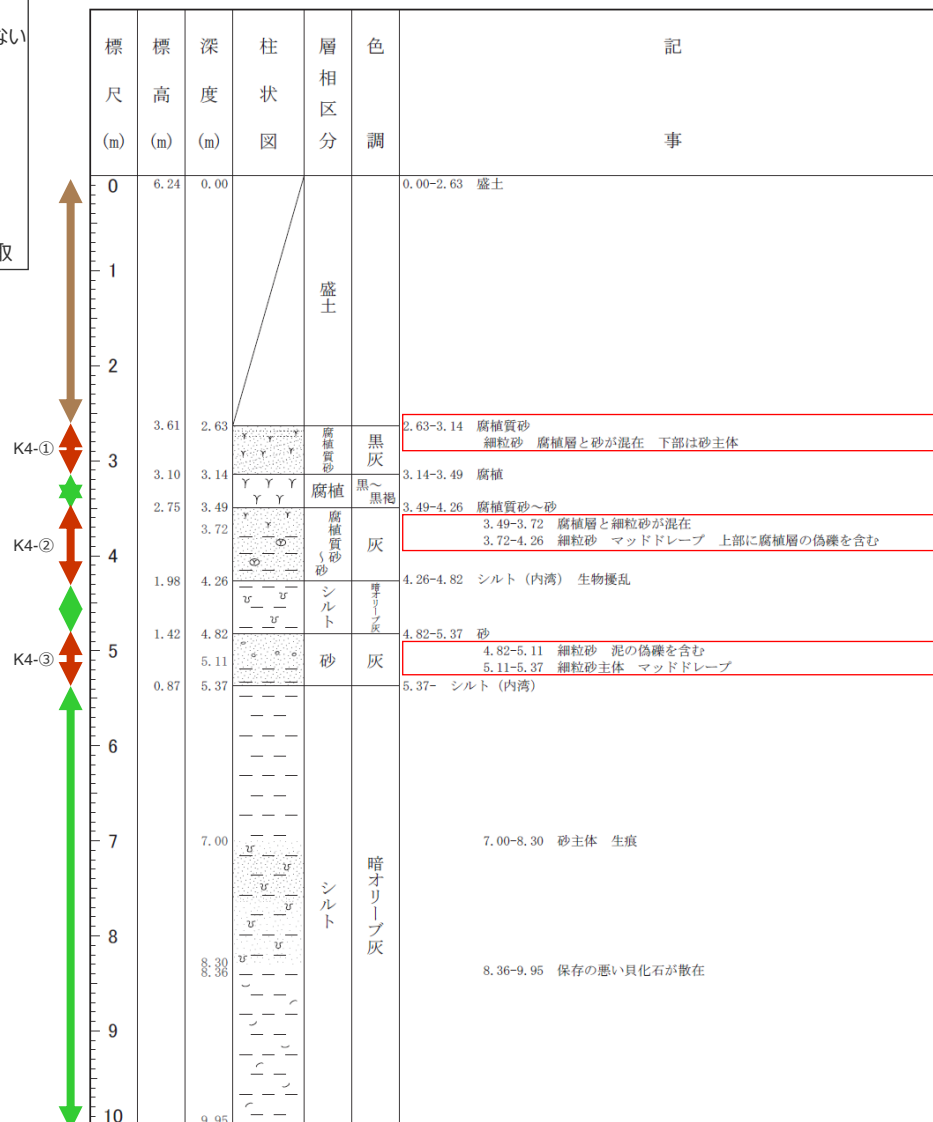 ない
取
標尺(m)
標高(m)
深度(m)
柱状図
層相区分
色調
記事
0 6.24 0.00 0.00-2.63 盛土
1
盛土
2
3.61 2.63 腐植質砂 黒灰 2.63-3.14 腐植質砂
K4-① 細粒砂 腐植層と砂が混在 下部は砂主体
3
3.10 3.14 腐植 黒～黒褐 3.14-3.49 腐植
2.75 3.49 腐植質砂～砂 灰 3.49-4.26 腐植質砂～砂
3.72 3.49-3.72 腐植層と細粒砂が混在
K4-② 3.72-4.26 細粒砂 マッドドレープ 上部に腐植層の偽礫を含む
4
1.98 4.26 シルト 暗オリーブ灰 4.26-4.82 シルト（内湾） 生物擾乱
1.42 4.82 砂 灰 4.82-5.37 砂
5 4.82-5.11 細粒砂 泥の偽礫を含む
K4-③ 5.11 5.11-5.37 細粒砂主体 マッドドレープ
0.87 5.37 5.37- シルト（内湾）
6
7 7.00 7.00-8.30 砂主体 生痕
シルト 暗オリーブ灰
8
8.30
8.36 8.36-9.95 保存の悪い貝化石が散在
9
10 9.95